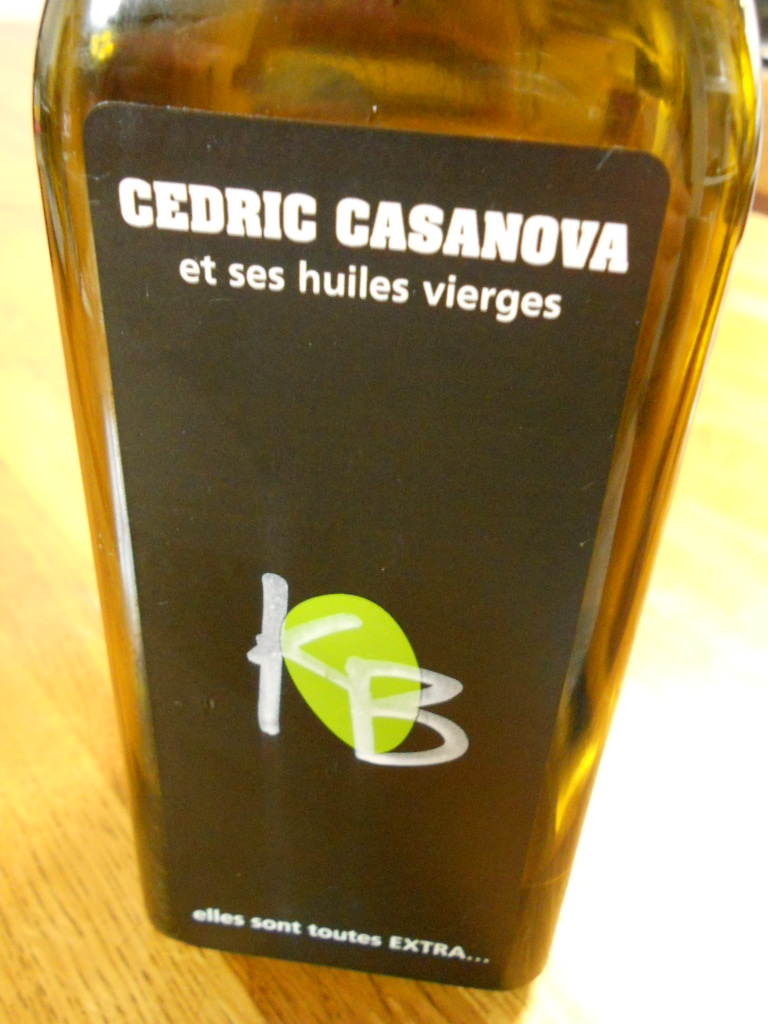 CEDRIC CASANOVA
et ses huiles vierges
KB
elles sont toutes EXTRA...